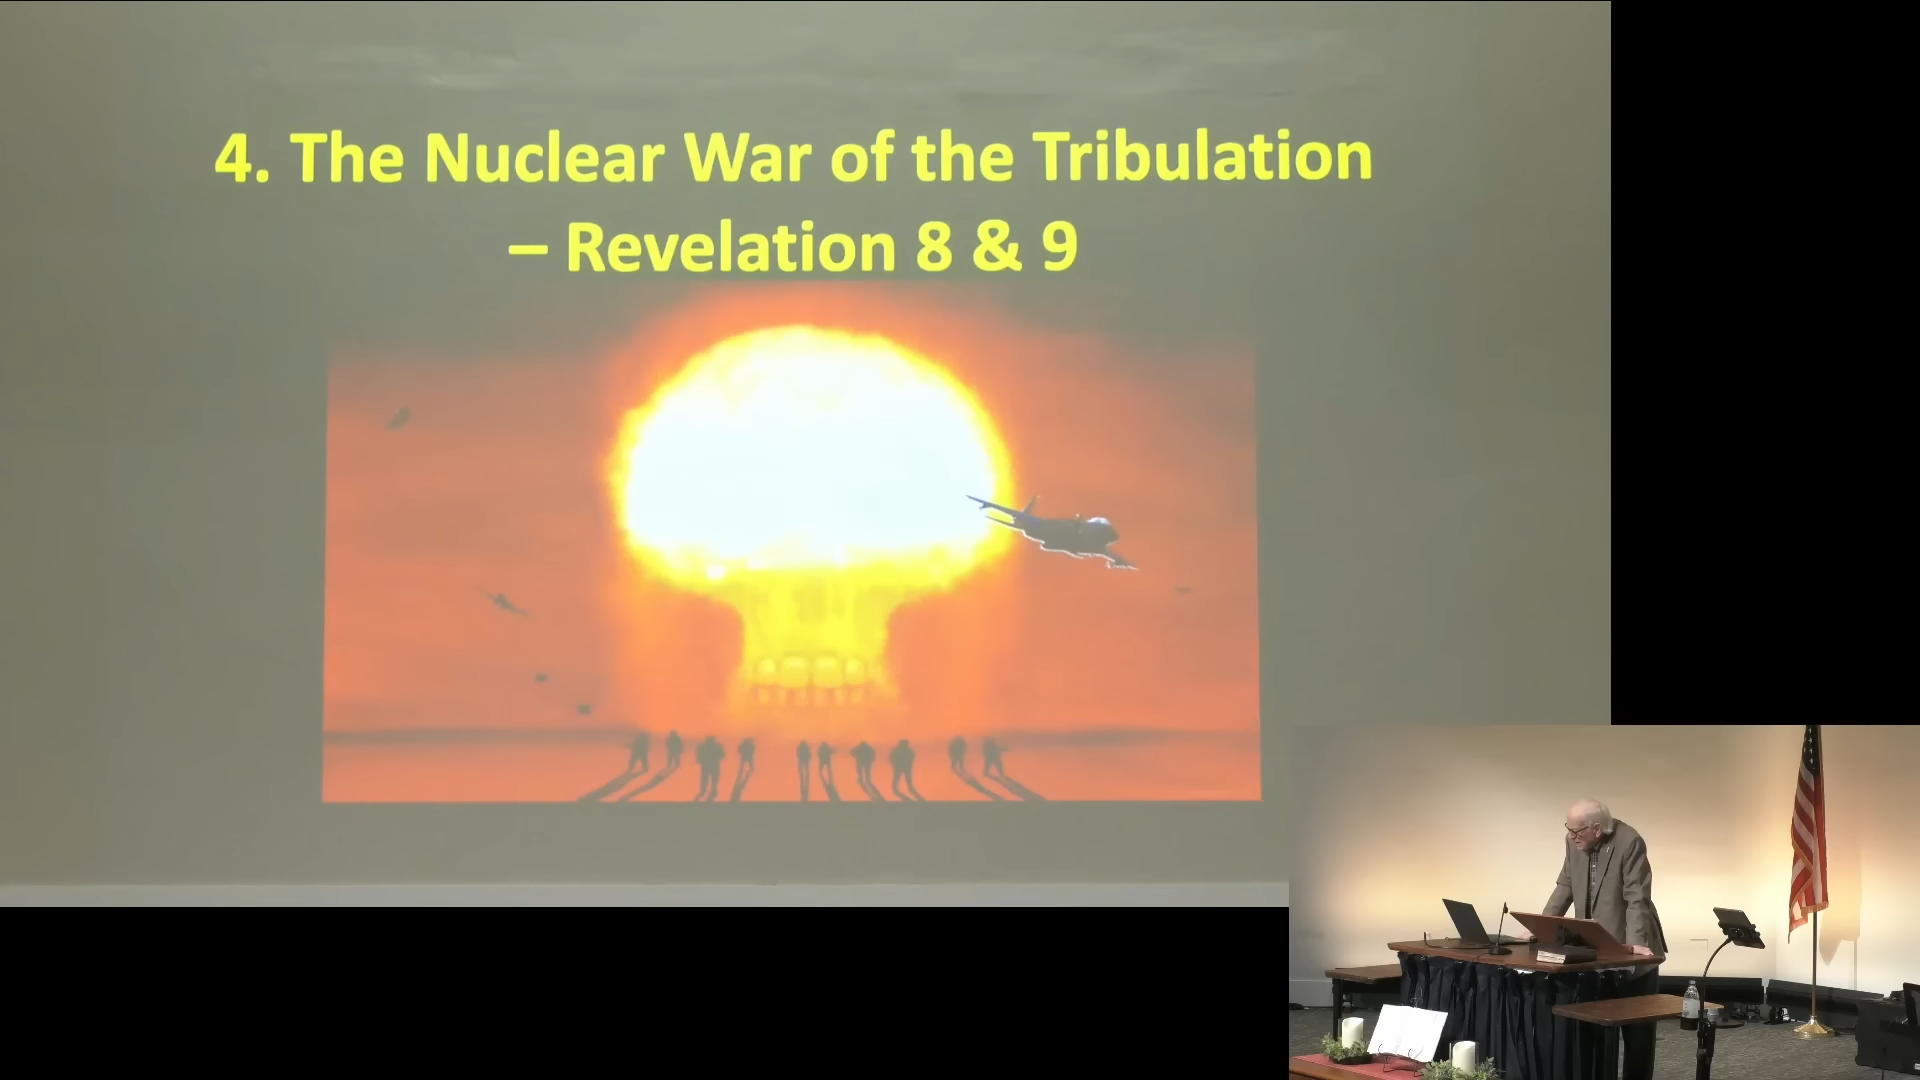 4. The Nuclear War of the Tribulation
– Revelation 8 & 9